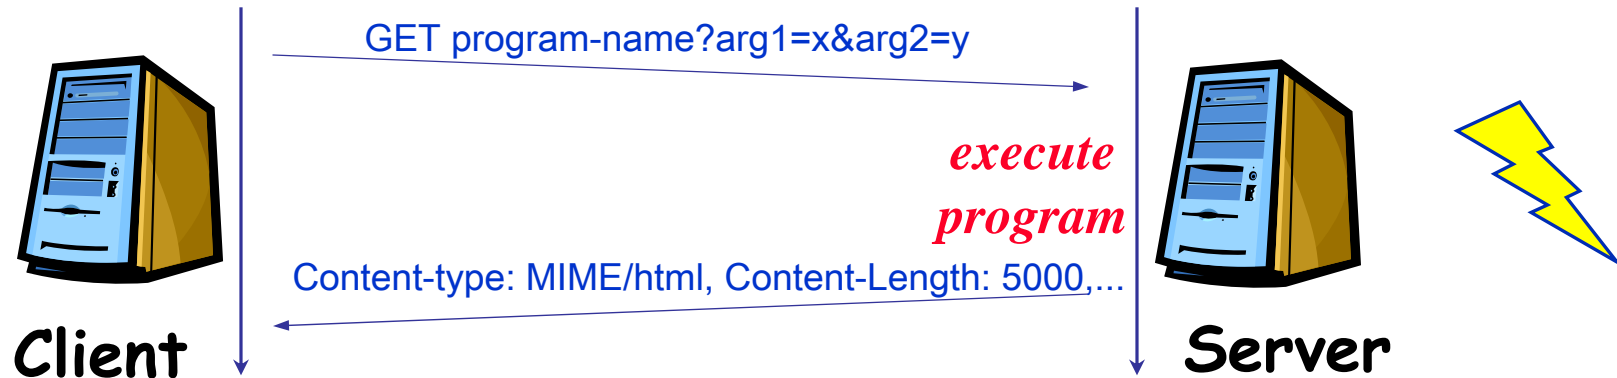 GET program-name?arg1=x&arg2=y
execute
program
Content-type: MIME/html, Content-Length: 5000,...
Client
Server